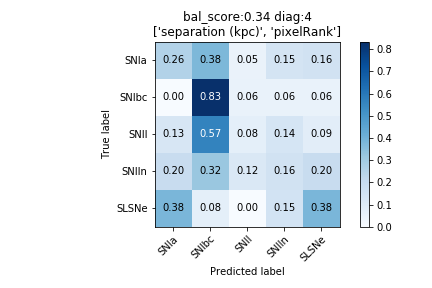 bal_score:0.34 diag:4
['separation (kpc)', 'pixelRank']
True label
SNIa 0.26 0.38 0.05 0.15 0.16
SNIbc 0.00 0.83 0.06 0.06 0.06
SNII 0.13 0.57 0.08 0.14 0.09
SNIIn 0.20 0.32 0.12 0.16 0.20
SLSNe 0.38 0.08 0.00 0.15 0.38
SNIa SNIbc SNII SNIIn SLSNe
Predicted label
0.8
0.7
0.6
0.5
0.4
0.3
0.2
0.1
0.0